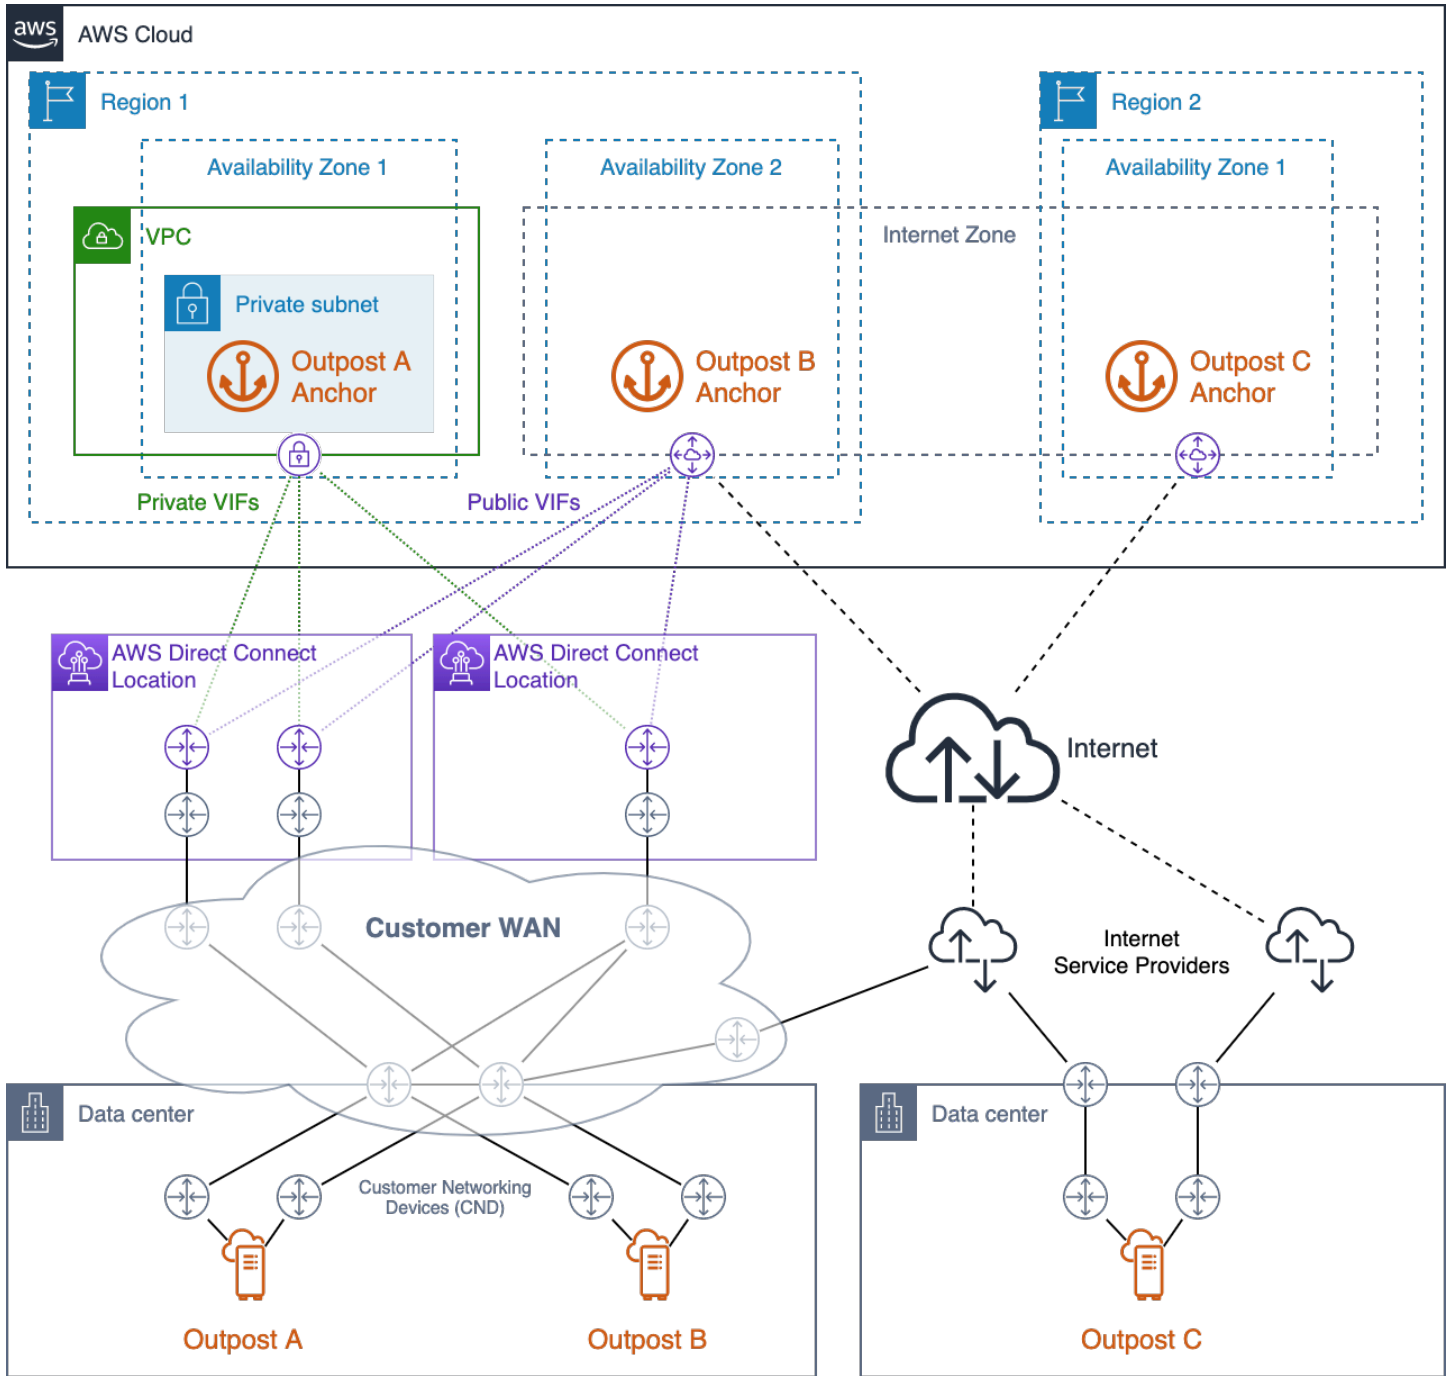 aws
AWS Cloud
Region 1
Region 2
Availability Zone 1
Availability Zone 2
Availability Zone 1
VPC
Internet Zone
Private subnet
Outpost A
Anchor
Outpost B
Anchor
Outpost C
Anchor
Private VIFs
Public VIFs
AWS Direct Connect
Location
AWS Direct Connect
Location
Internet
Customer WAN
Internet
Service Providers
Data center
Data center
Customer Networking
Devices (CND)
Outpost A
Outpost B
Outpost C